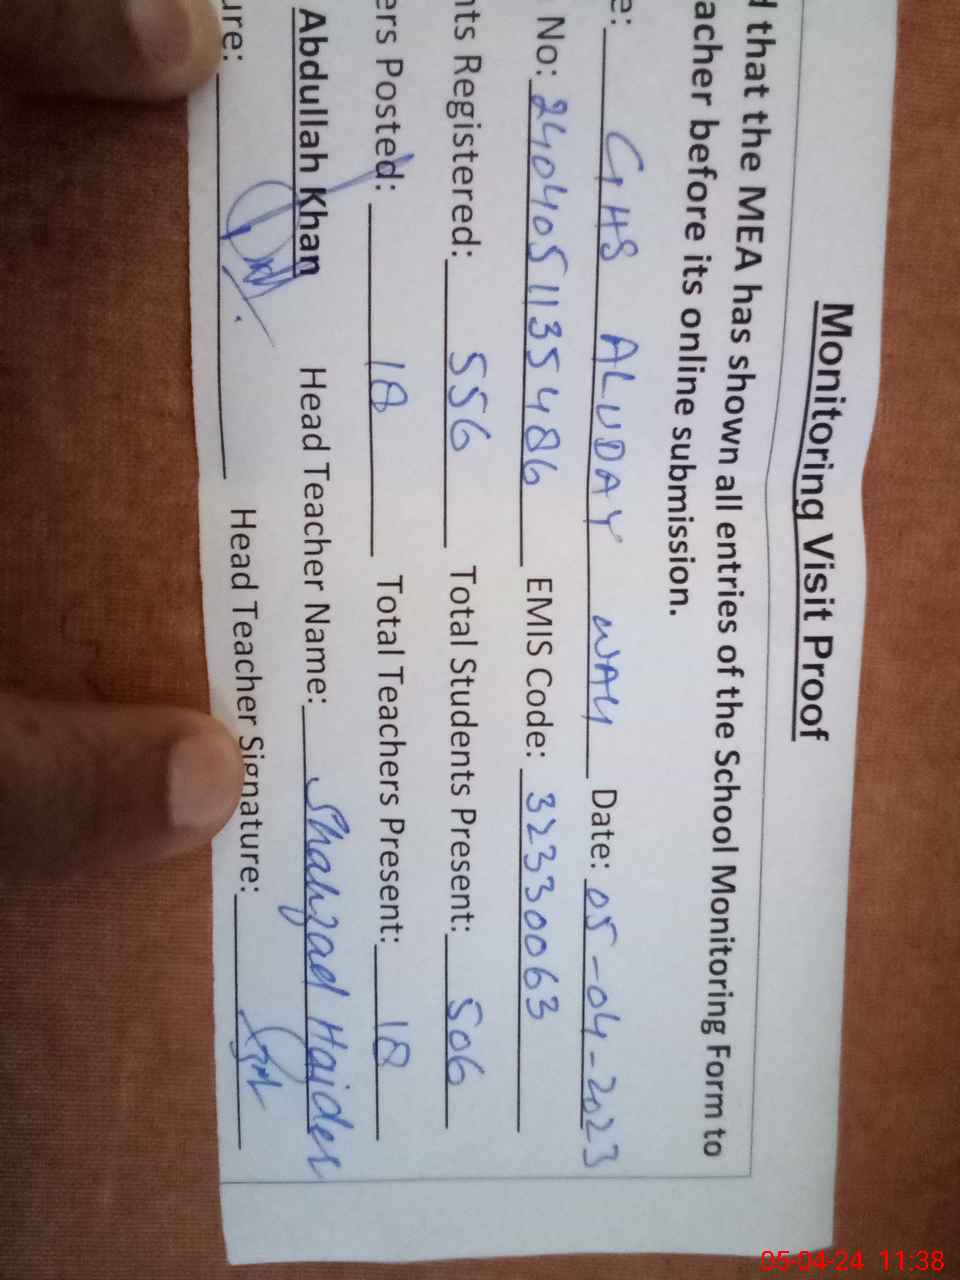 Monitoring Visit Proof
that the MEA has shown all entries of the School Monitoring Form to
acher before its online submission.
e: GHS ALUDAY WALI Date: 05-04-2023
No: 240405113548 6 EMIS Code: 32330063
nts Registered: 556 Total Students Present: 506
ers Posted: 18 Total Teachers Present: 18
Abdullah Khan Head Teacher Name: Shahzad Haider
ure: Head Teacher Signature:
05-04-24 11:38